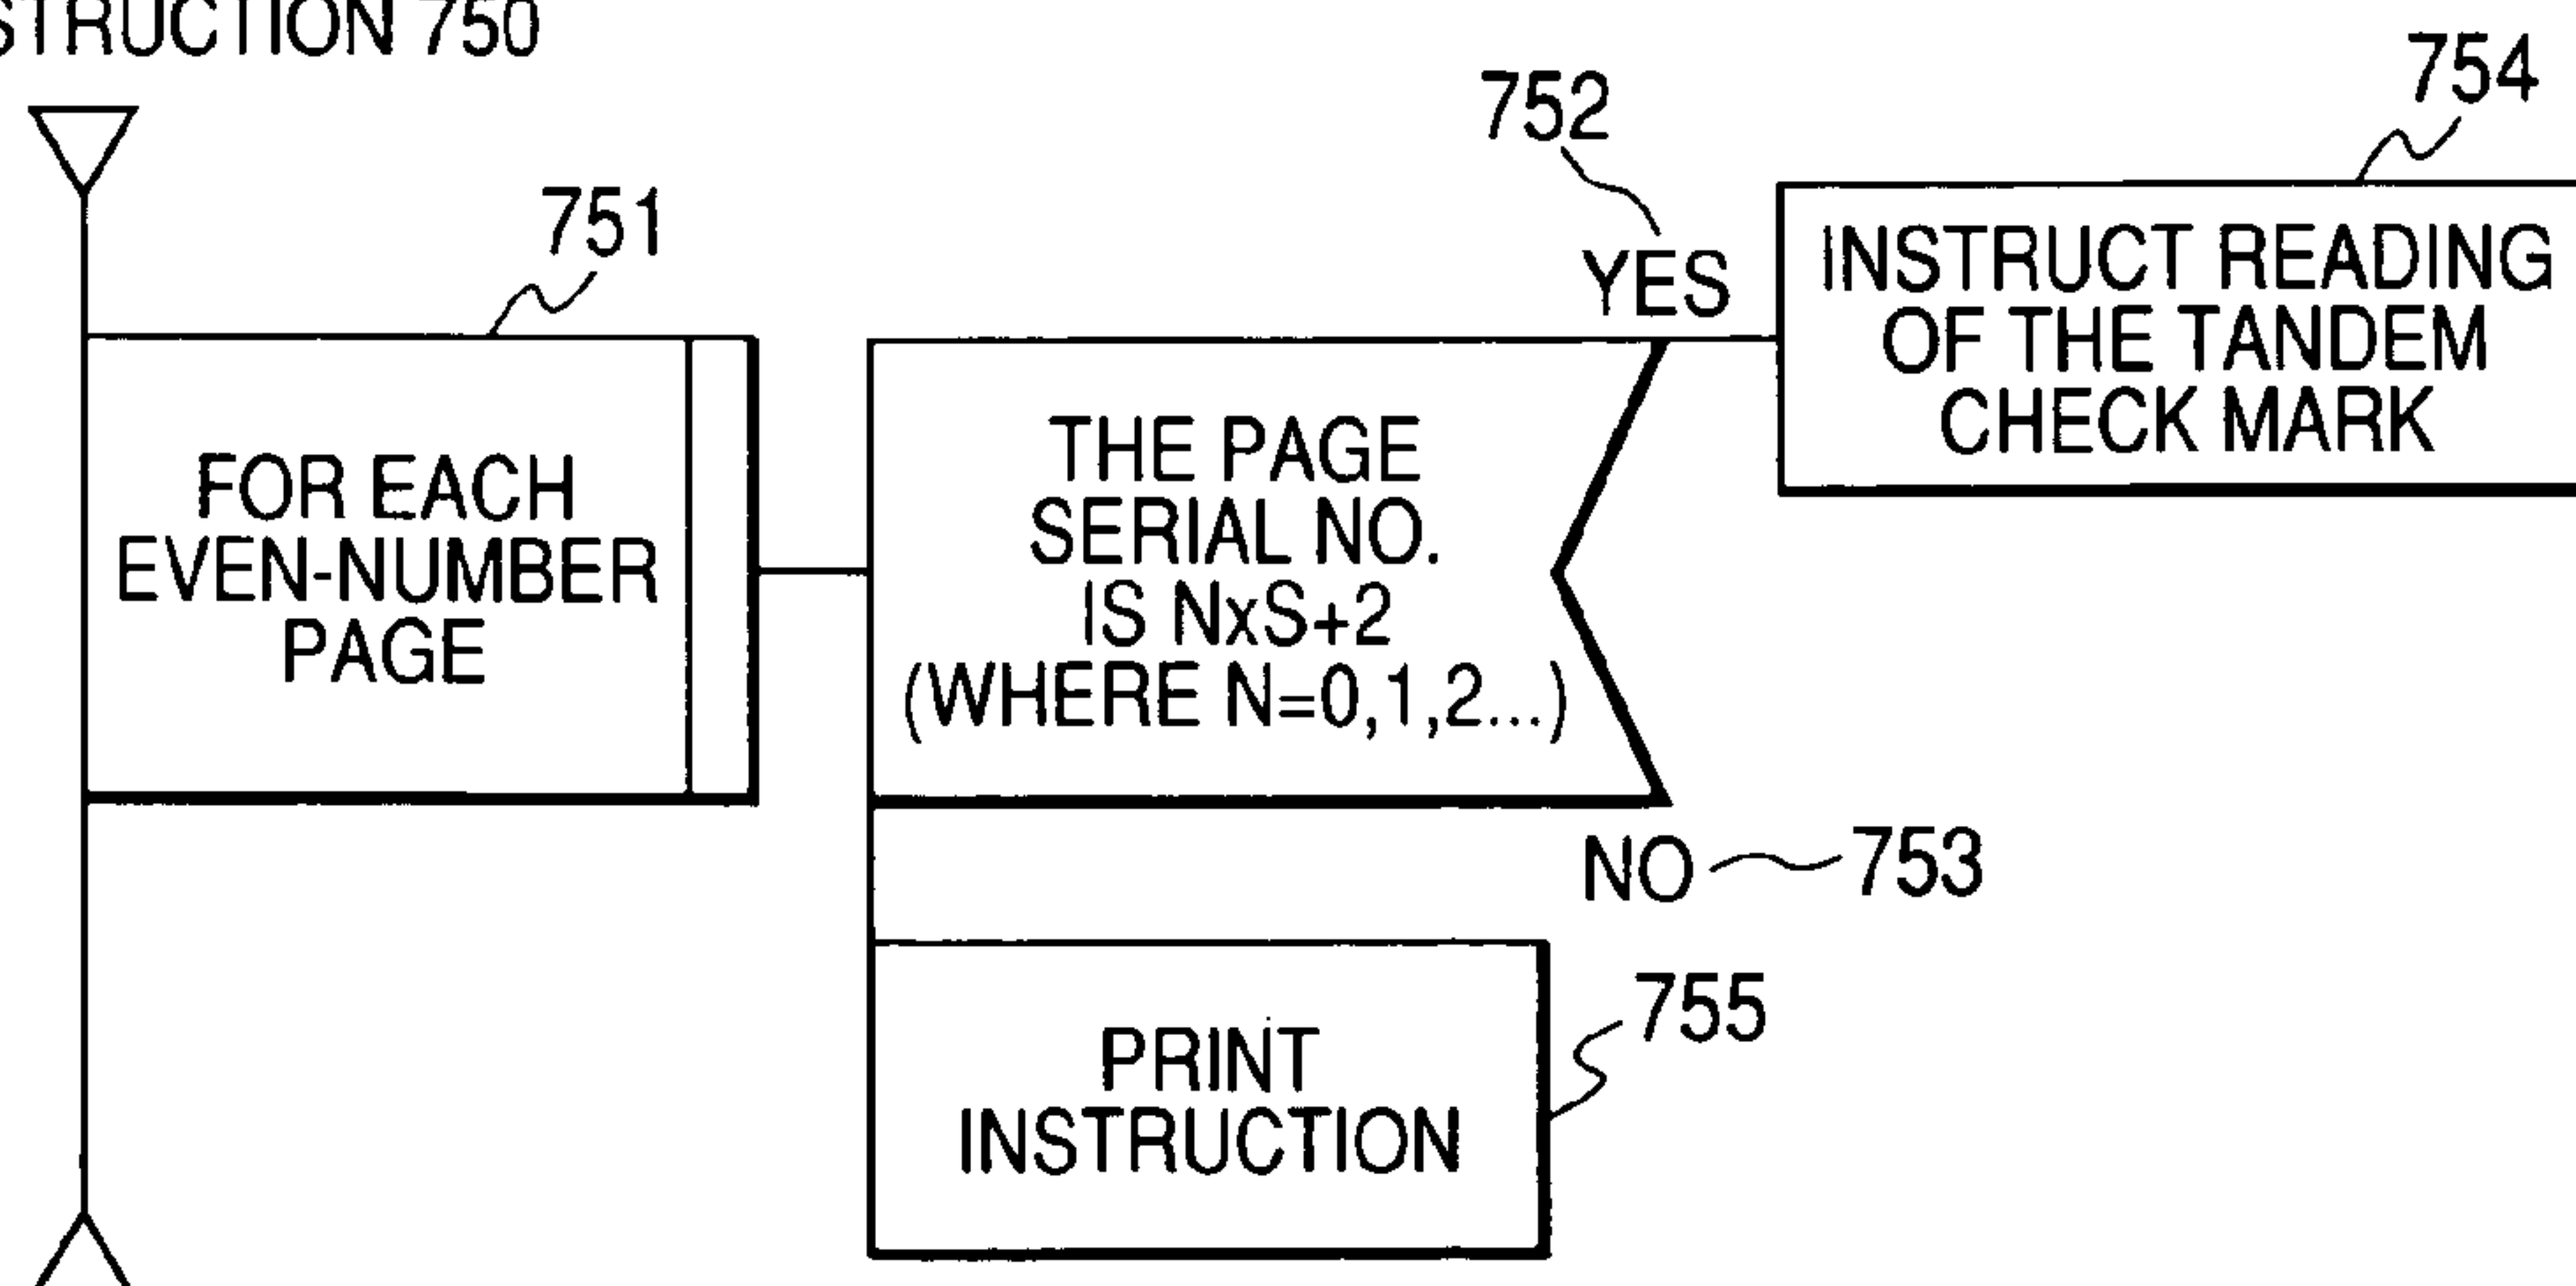 750
751
FOR EACH
EVEN-NUMBER
PAGE
752
YES
THE PAGE
SERIAL NO.
IS NxS+2
(WHERE N=0,1,2...)
NO 753
754
INSTRUCT READING
OF THE TANDEM
CHECK MARK
PRINT
INSTRUCTION
755